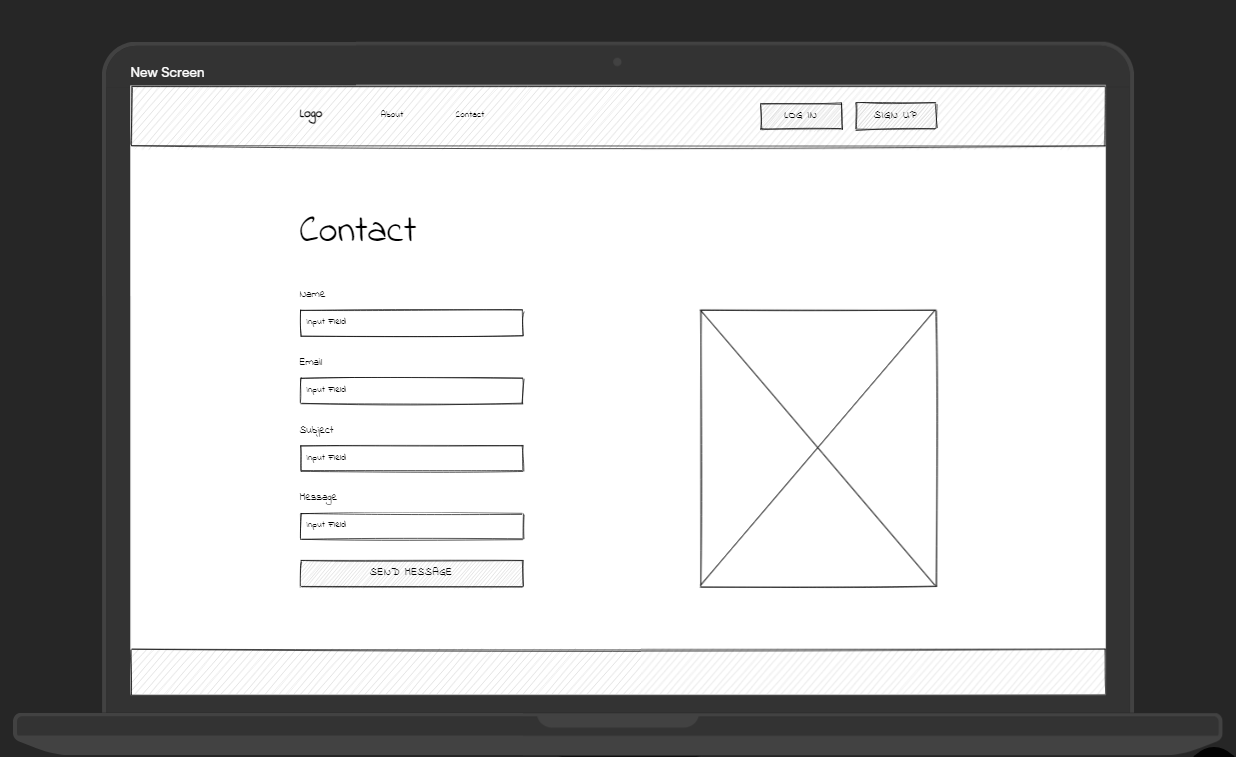 New Screen
Logo About Contact LOG IN SIGN UP
Contact
Name
Input Field
Email
Input Field
Subject
Input Field
Message
Input Field
SEND MESSAGE